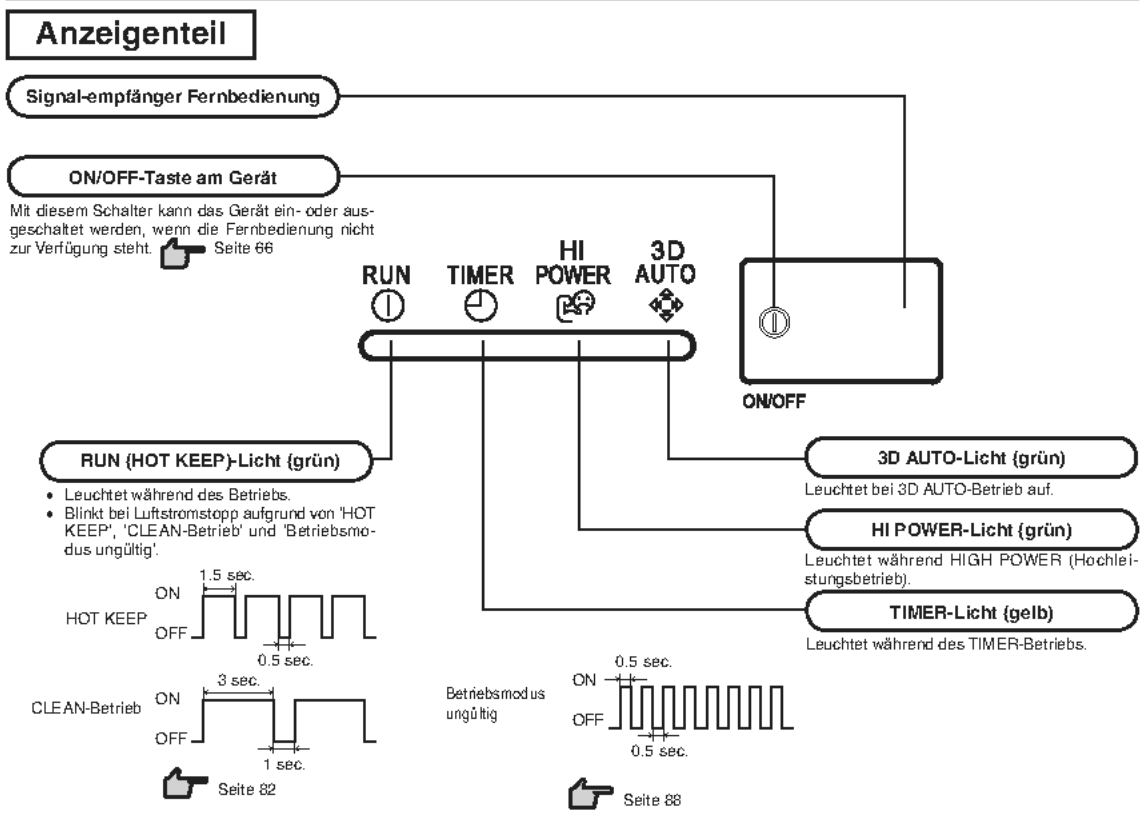 Anzeigenteil
Signal-empfänger Fernbedienung
ON/OFF-Taste am Gerät
Mit diesem Schalter kann das Gerät ein- oder aus-
geschaltet werden, wenn die Fernbedienung nicht
zur Verfügung steht. Seite 66
RUN
TIMER
HI
POWER
3D
AUTO
ON/OFF
RUN (HOT KEEP)-Licht (grün)
• Leuchtet während des Betriebs.
• Blinkt bei Luftstromstopp aufgrund von 'HOT
KEEP', 'CLEAN-Betrieb' und 'Betriebsmo-
dus ungültig'.
3D AUTO-Licht (grün)
Leuchtet bei 3D AUTO-Betrieb auf.
HI POWER-Licht (grün)
Leuchtet während HIGH POWER (Hochlei-
stungsbetrieb).
TIMER-Licht (gelb)
Leuchtet während des TIMER-Betriebs.
1.5 sec.
ON
HOT KEEP
OFF
0.5 sec.
3 sec.
ON
CLEAN-Betrieb
OFF
1 sec.
Seite 82
0.5 sec.
ON
Betriebsmodus
ungültig
OFF
0.5 sec.
Seite 88